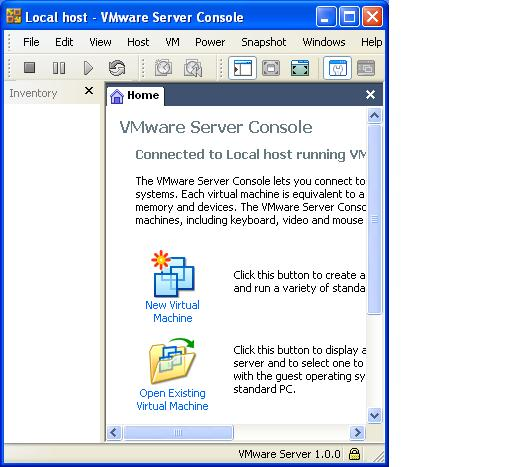 Local host - VMware Server Console
File Edit View Host VM Power Snapshot Windows Help
Inventory
Home
VMware Server Console
Connected to Local host running VM
The VMware Server Console lets you connect to
systems. Each virtual machine is equivalent to a
memory and devices. The VMware Server Consc
machines, including keyboard, video and mouse
New Virtual
Machine
Click this button to create a
and run a variety of standa
Open Existing
Virtual Machine
Click this button to display a
server and to select one to
with the guest operating sy
standard PC.
VMware Server 1.0.0